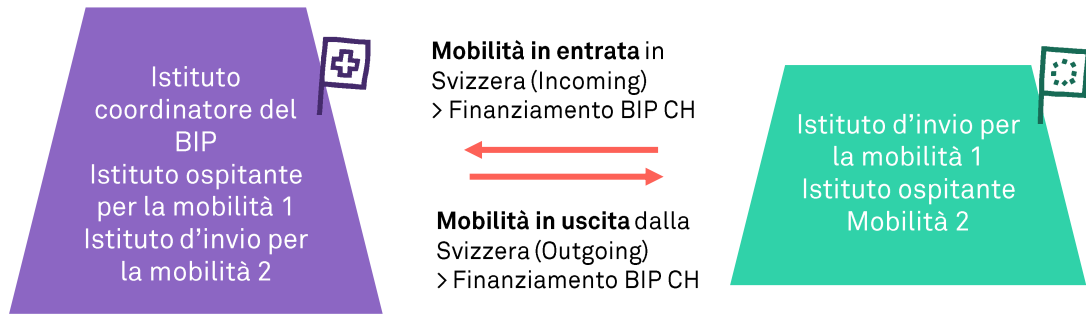 Istituto
coordinatore del
BIP
Istituto ospitante
per la mobilità 1
Istituto d’invio per
la mobilità 2
Mobilità in entrata in
Svizzera (Incoming)
> Finanziamento BIP CH
Mobilità in uscita dalla
Svizzera (Outgoing)
> Finanziamento BIP CH
Istituto d’invio per
la mobilità 1
Istituto ospitante
Mobilità 2